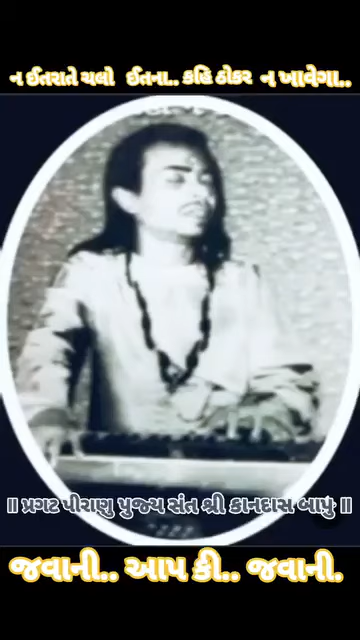 ન ઈતરાતે ચલો ઈતના.. કહિ ઠોકર ન ખાવેગા..
॥ પ્રગટ પીરાણુ પુજ્ય સંત શ્રી કાનદાસ બાપુ ॥
જવાની.. આપ કી.. જવાની.